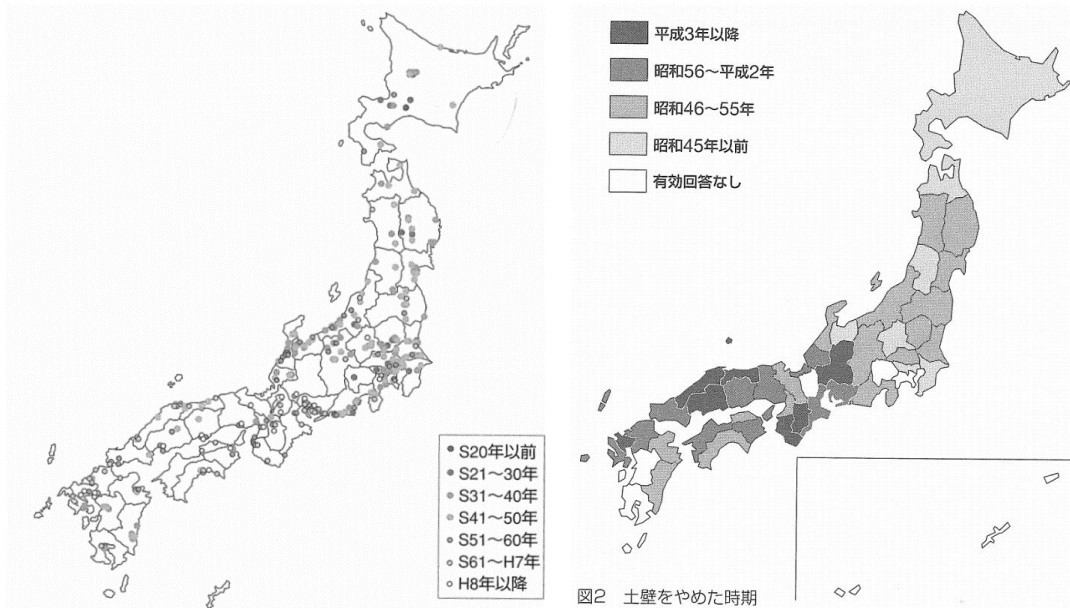 S20年以前
S21～30年
S31～40年
S41～50年
S51～60年
S61～H7年
H8年以降
平成3年以降
昭和56～平成2年
昭和46～55年
昭和45年以前
有効回答なし
図2 土壁をやめた時期